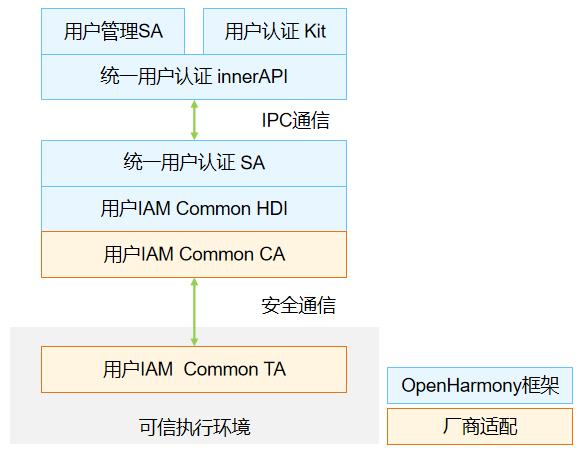 用户管理SA
用户认证 Kit
统一用户认证 innerAPI
IPC通信
统一用户认证 SA
用户IAM Common HDI
用户IAM Common CA
安全通信
用户IAM  Common TA
可信执行环境
OpenHarmony框架
厂商适配